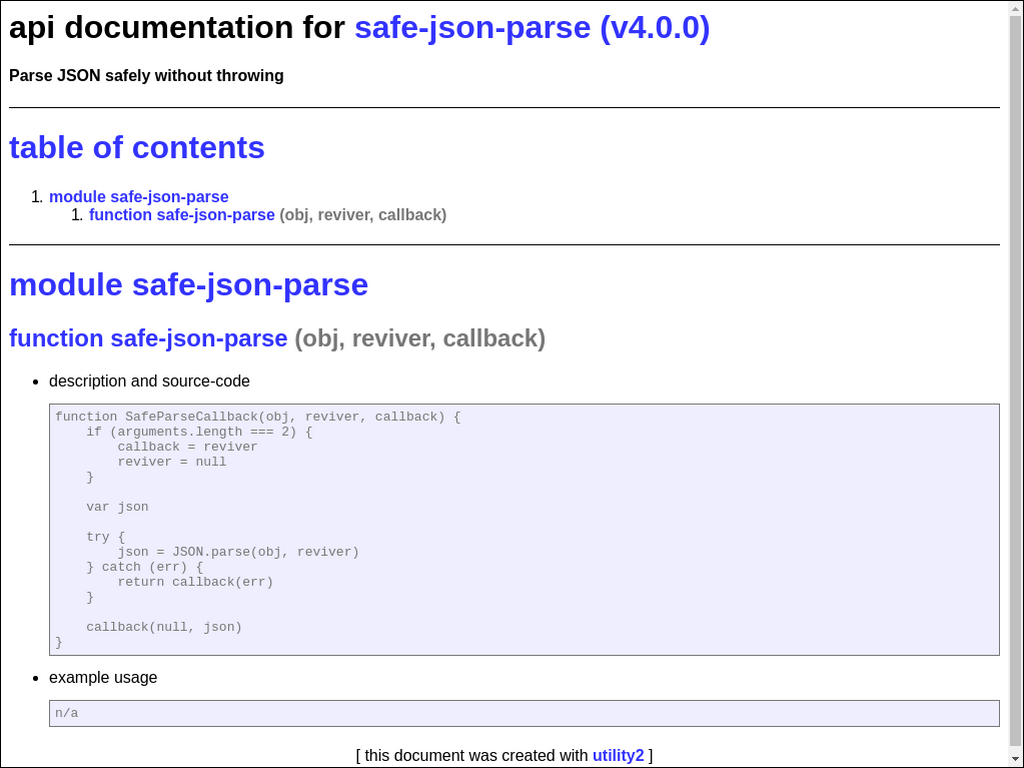 api documentation for safe-json-parse (v4.0.0)
Parse JSON safely without throwing
table of contents
1. module safe-json-parse
1. function safe-json-parse (obj, reviver, callback)
module safe-json-parse
function safe-json-parse (obj, reviver, callback)
• description and source-code
function SafeParseCallback(obj, reviver, callback) {
    if (arguments.length === 2) {
        callback = reviver
        reviver = null
    }

    var json

    try {
        json = JSON.parse(obj, reviver)
    } catch (err) {
        return callback(err)
    }

    callback(null, json)
}
• example usage
n/a
[ this document was created with utility2 ]